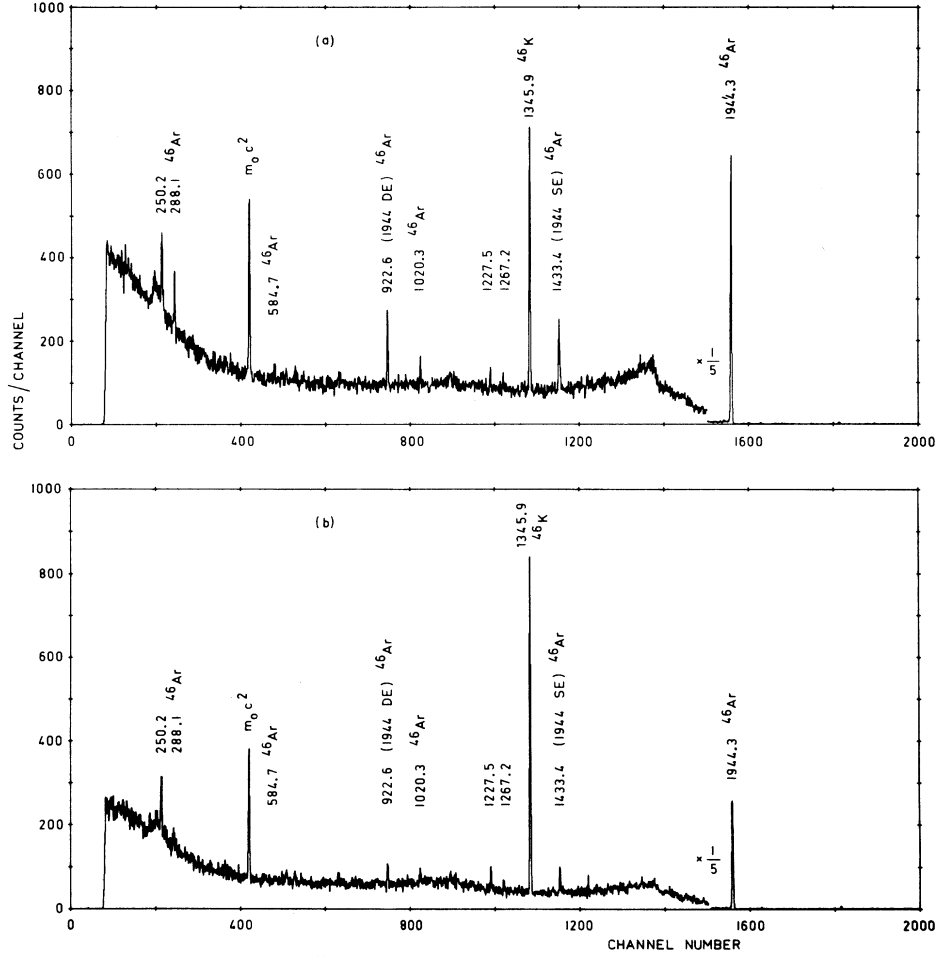 1000
(a)
800
600
400
200
0
COUNTS/CHANNEL
250.2
288.1 ⁴⁶Ar
m₀c²
584.7 ⁴⁶Ar
922.6 (1944 DE) ⁴⁶Ar
1020.3 ⁴⁶Ar
1227.5
1267.2
1345.9 ⁴⁶K
1433.4 (1944 SE) ⁴⁶Ar
× 1/5
1944.3 ⁴⁶Ar
0 400 800 1200 1600 2000
1000
(b)
800
600
400
200
0
250.2
288.1 ⁴⁶Ar
m₀c²
584.7 ⁴⁶Ar
922.6 (1944 DE) ⁴⁶Ar
1020.3 ⁴⁶Ar
1227.5
1267.2
1345.9
⁴⁶K
1433.4 (1944 SE) ⁴⁶Ar
× 1/5
1944.3 ⁴⁶Ar
0 400 800 1200 1600 2000
CHANNEL NUMBER